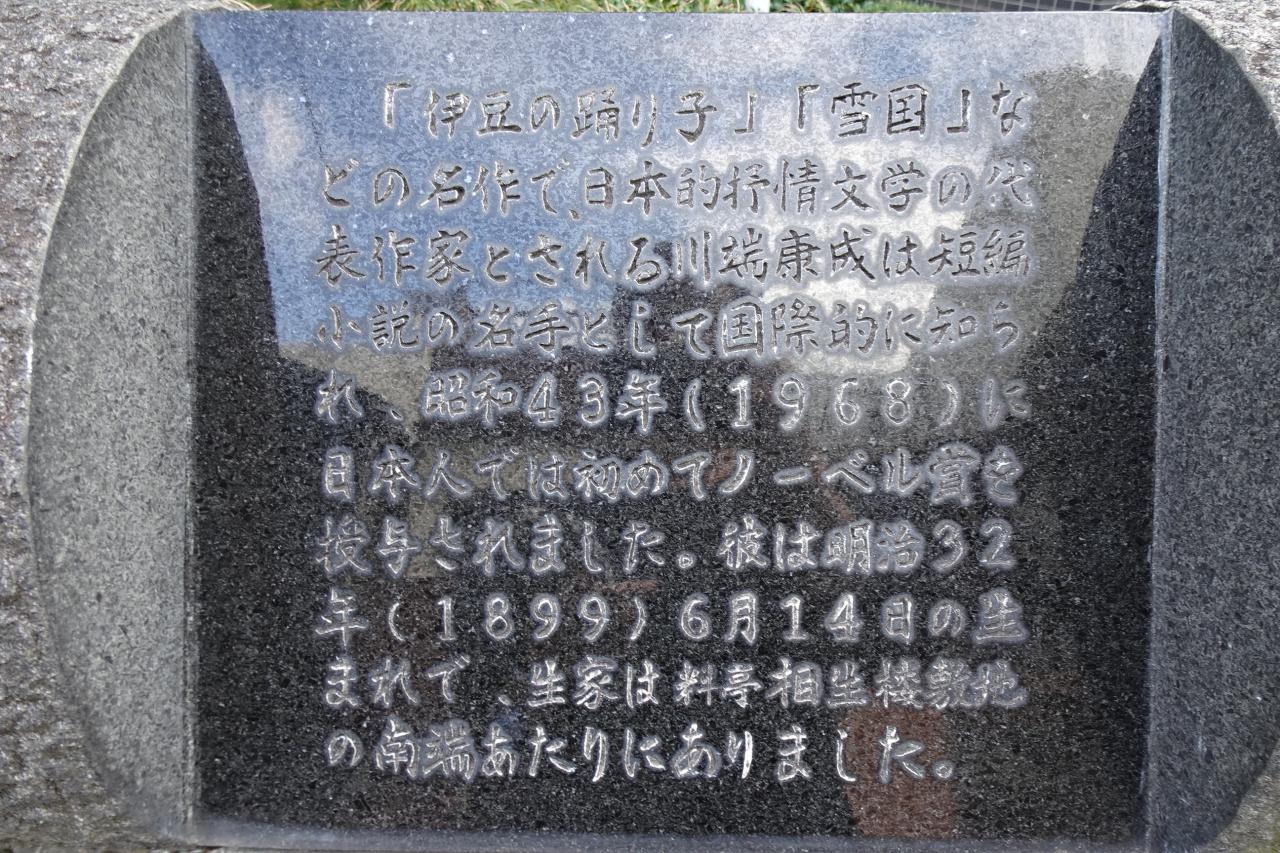 「伊豆の踊り子」「雪国」な
どの名作で、日本的抒情文学の代
表作家とされる川端康成は短編
小説の名手として国際的に知ら
れ、昭和43年(1968)に
日本人では初めてノーベル賞を
授与されました。彼は明治32
年(1899)6月14日の生
まれで、生家は料亭相生楼敷地
の南端あたりにありました。